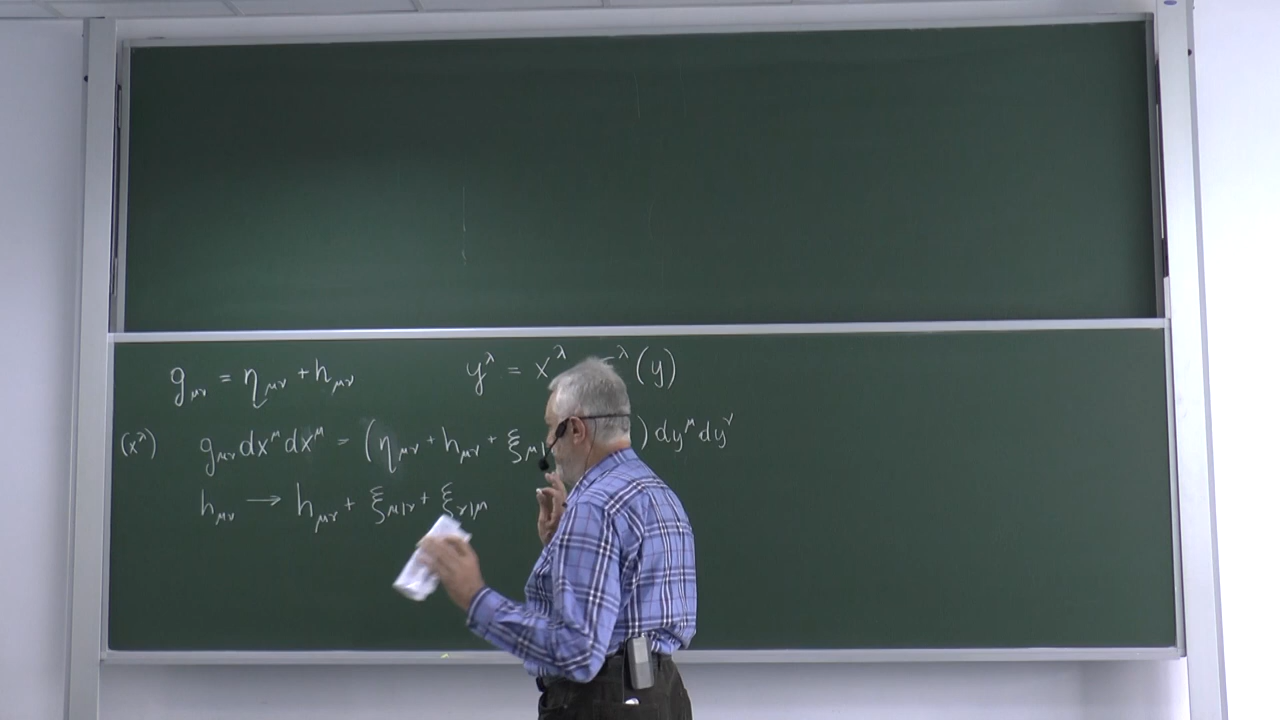 g_{μν} = η_{μν} + h_{μν} y^λ = x^λ ξ^λ (y)
(x^λ) g_{μν} dx^μ dx^μ = (η_{μν} + h_{μν} + ξ_{μ| ) dy^μ dy^ν
h_{μν} → h_{μν} + ξ_{μ|ν} + ξ_{ν|μ}